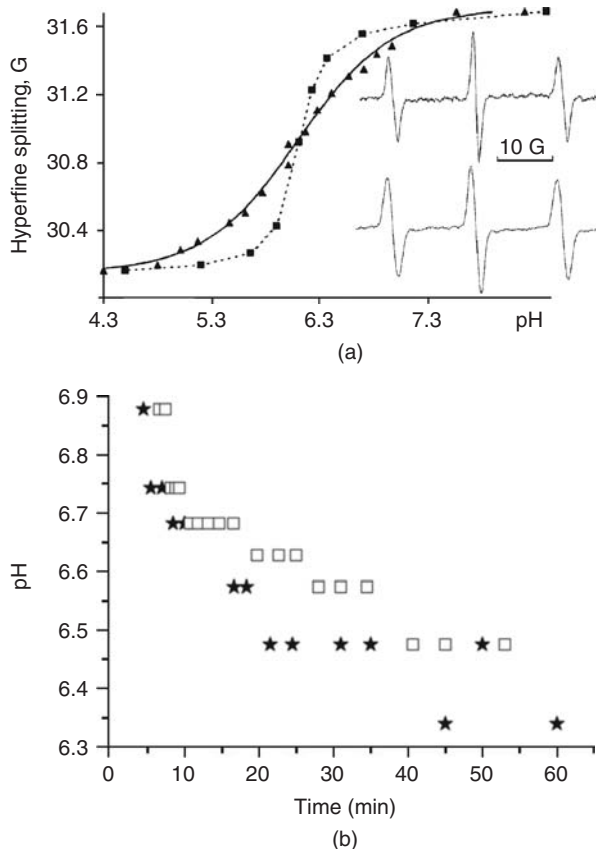 Hyperfine splitting, G
31.6
31.2
30.8
30.4
10 G
4.3 5.3 6.3 7.3 pH
(a)
pH
6.9
6.8
6.7
6.6
6.5
6.4
6.3
0 10 20 30 40 50 60
Time (min)
(b)